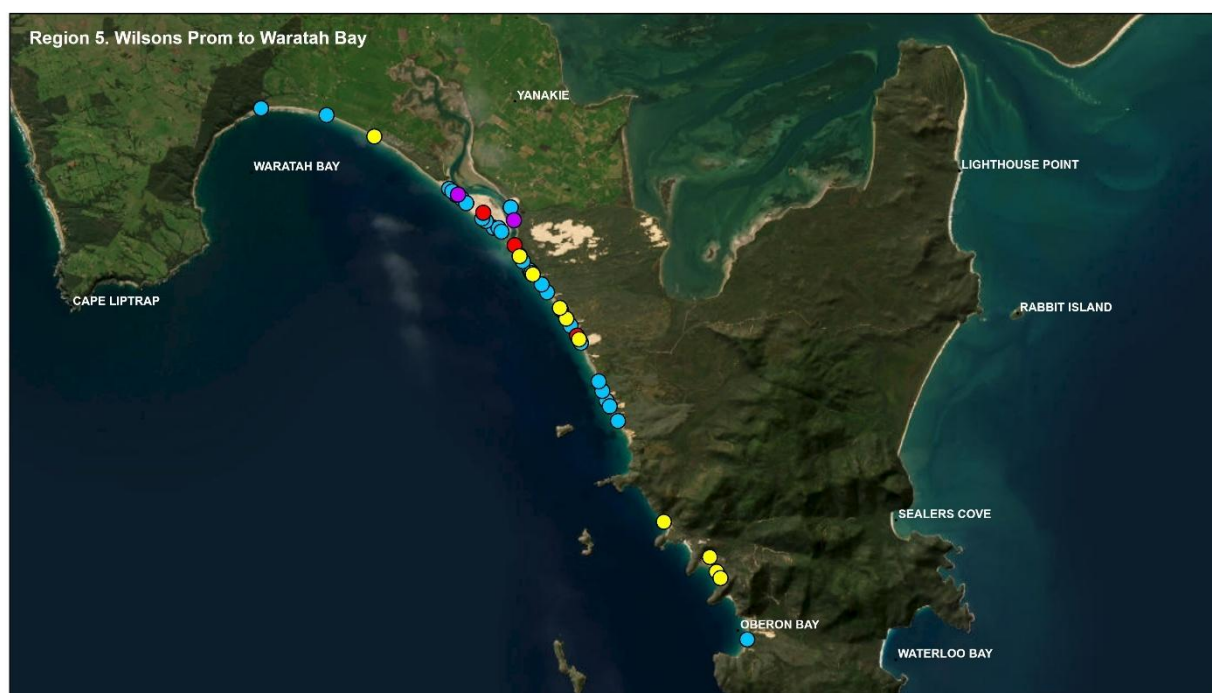 Region 5. Wilsons Prom to Waratah Bay
YANAKIE
WARATAH BAY
LIGHTHOUSE POINT
CAPE LIPTRAP
RABBIT ISLAND
SEALERS COVE
OBERON BAY
WATERLOO BAY